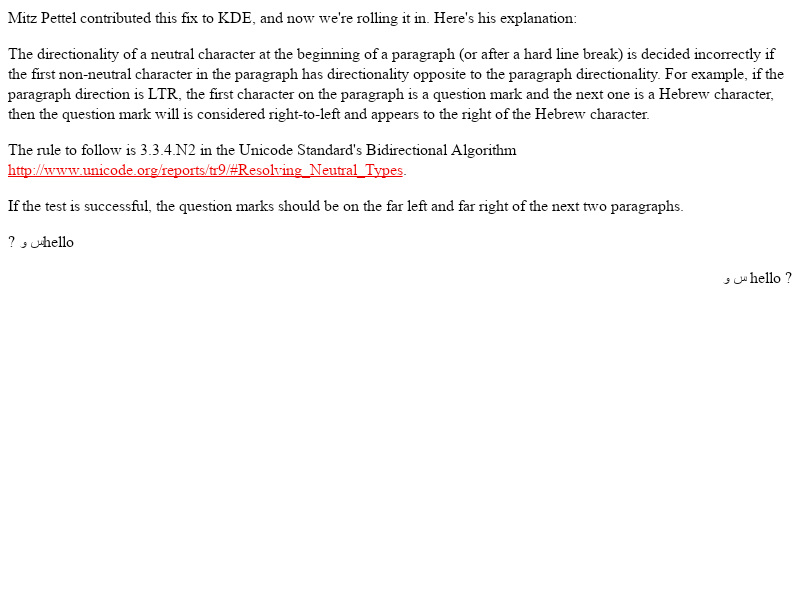 Mitz Pettel contributed this fix to KDE, and now we're rolling it in. Here's his explanation:
The directionality of a neutral character at the beginning of a paragraph (or after a hard line break) is decided incorrectly if
the first non-neutral character in the paragraph has directionality opposite to the paragraph directionality. For example, if the
paragraph direction is LTR, the first character on the paragraph is a question mark and the next one is a Hebrew character,
then the question mark will is considered right-to-left and appears to the right of the Hebrew character.
The rule to follow is 3.3.4.N2 in the Unicode Standard's Bidirectional Algorithm
http://www.unicode.org/reports/tr9/#Resolving_Neutral_Types.
If the test is successful, the question marks should be on the far left and far right of the next two paragraphs.
? س وhello
? hello س و